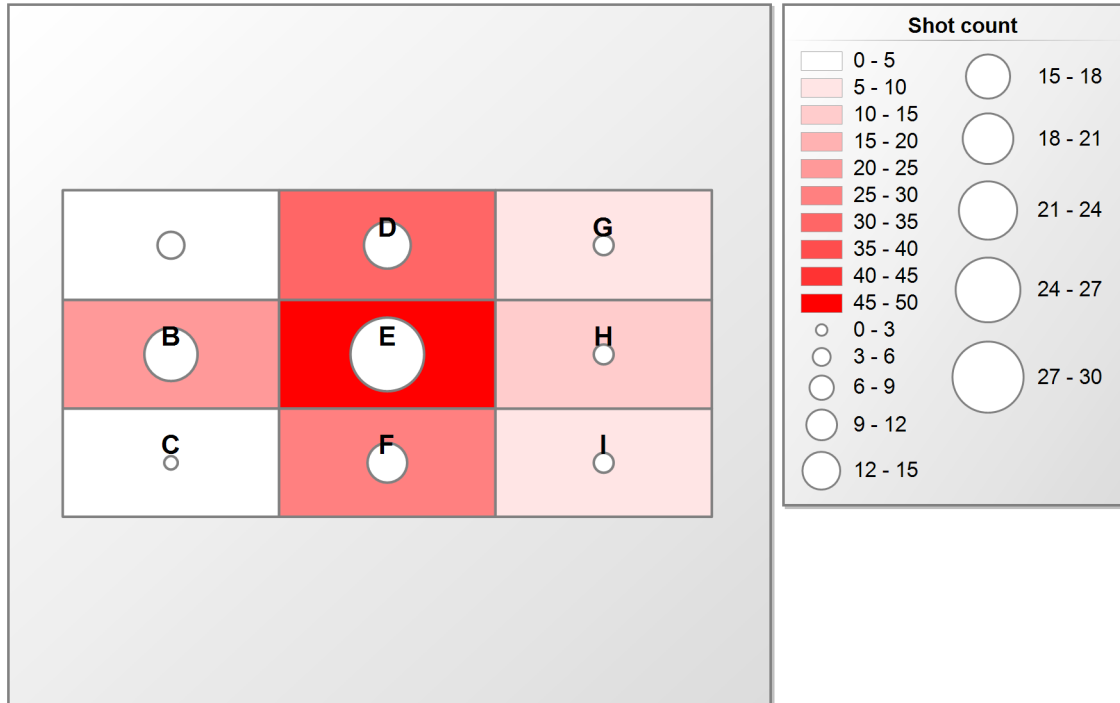 D
G
B
E
H
C
F
I
Shot count
0 - 5
5 - 10
10 - 15
15 - 20
20 - 25
25 - 30
30 - 35
35 - 40
40 - 45
45 - 50
0 - 3
3 - 6
6 - 9
9 - 12
12 - 15
15 - 18
18 - 21
21 - 24
24 - 27
27 - 30